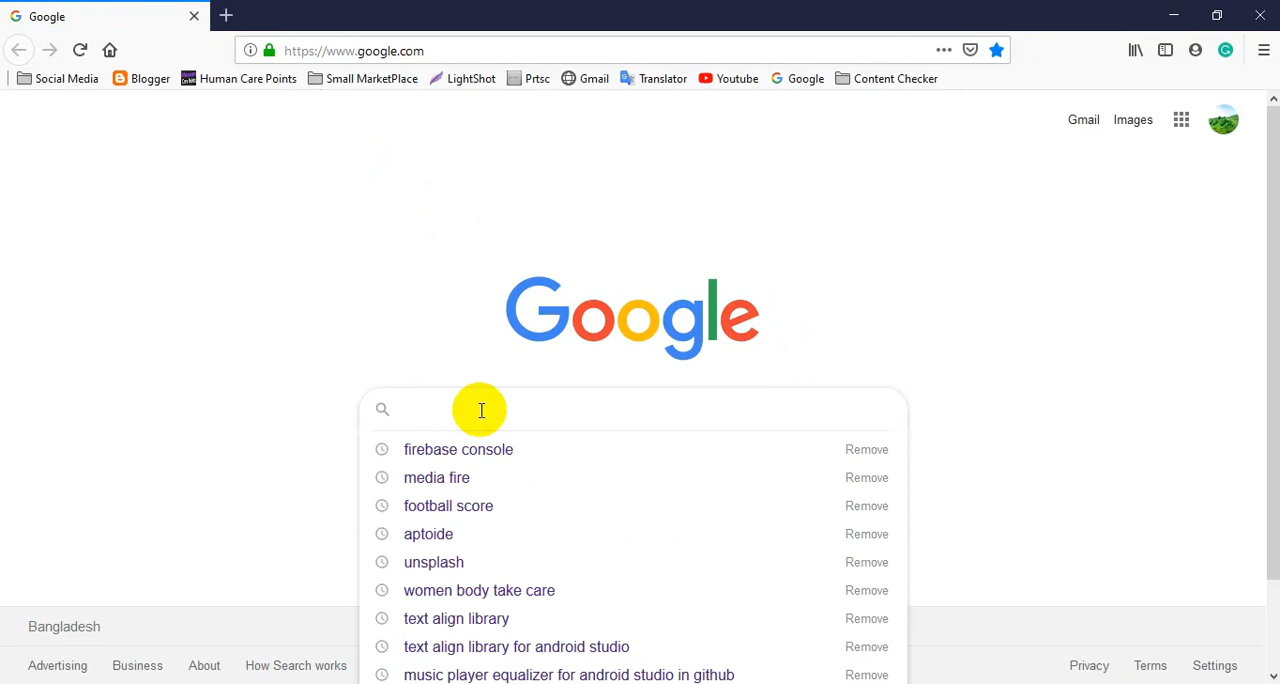 Google
https://www.google.com
Social Media Blogger Human Care Points Small MarketPlace LightShot Prtsc Gmail Translator Youtube Google Content Checker
Gmail Images
Google
firebase console Remove
media fire Remove
football score Remove
aptoide Remove
unsplash Remove
women body take care Remove
text align library Remove
text align library for android studio Remove
music player equalizer for android studio in github Remove
Bangladesh
Advertising Business About How Search works Privacy Terms Settings